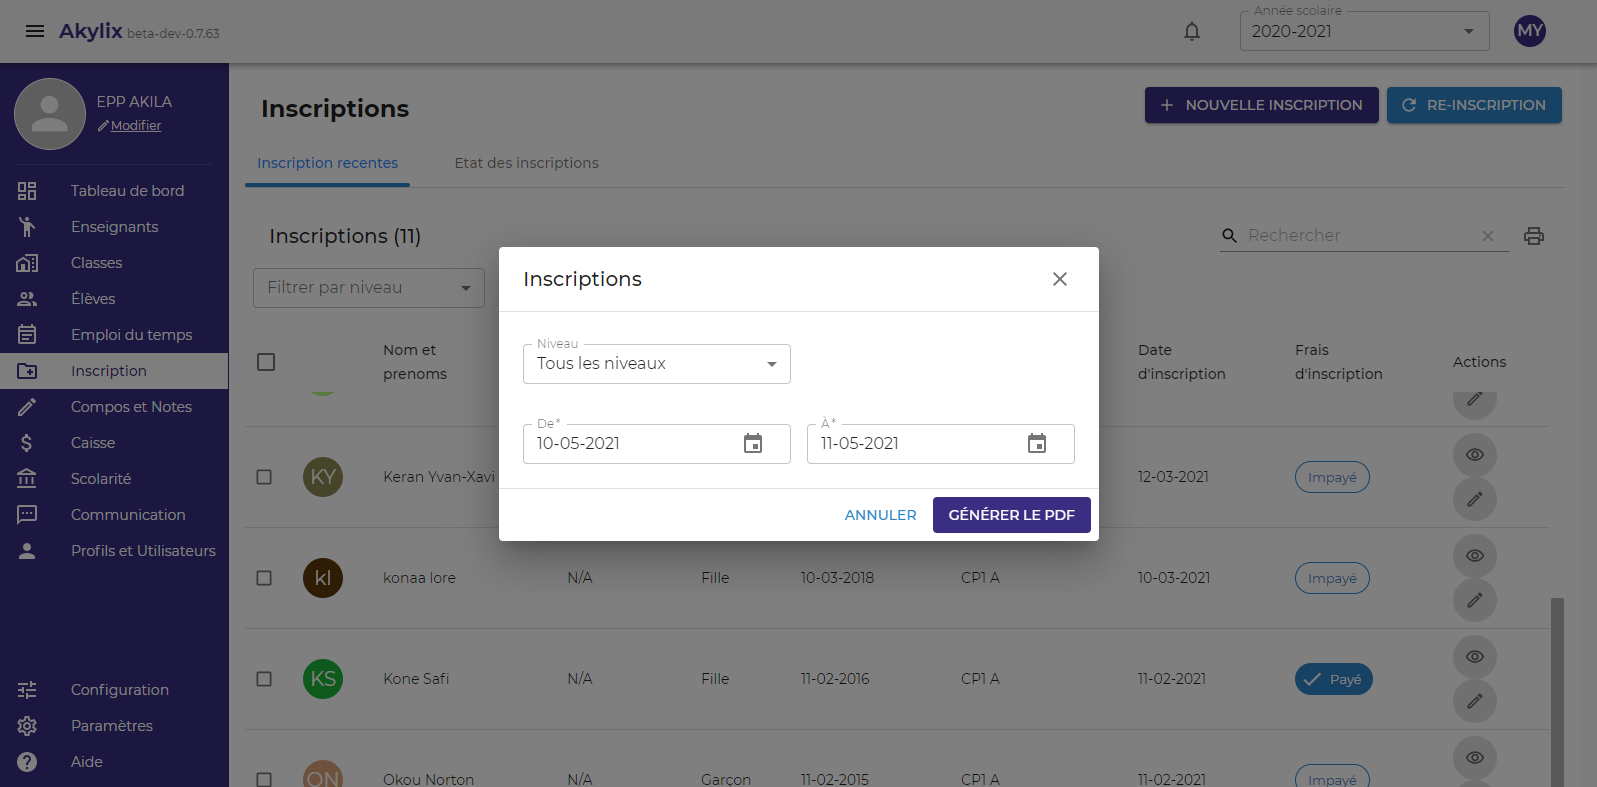 Akylix beta-dev-0.7.63
Année scolaire
2020-2021
MY
EPP AKILA
Modifier
Tableau de bord
Enseignants
Classes
Élèves
Emploi du temps
Inscription
Compos et Notes
Caisse
Scolarité
Communication
Profils et Utilisateurs
Configuration
Paramètres
Aide
Inscriptions
NOUVELLE INSCRIPTION
RE-INSCRIPTION
Inscription recentes
Etat des inscriptions
Inscriptions (11)
Rechercher
Filtrer par niveau
Nom et
prenoms
Date
d'inscription
Frais
d'inscription
Actions
KY Keran Yvan-Xavi 12-03-2021 Impayé
kl konaa lore N/A Fille 10-03-2018 CP1 A 10-03-2021 Impayé
KS Kone Safi N/A Fille 11-02-2016 CP1 A 11-02-2021 Payé
ON Okou Norton N/A Garçon 11-02-2015 CP1 A 11-02-2021 Impayé
Inscriptions
Niveau
Tous les niveaux
De*
10-05-2021
À*
11-05-2021
ANNULER
GÉNÉRER LE PDF